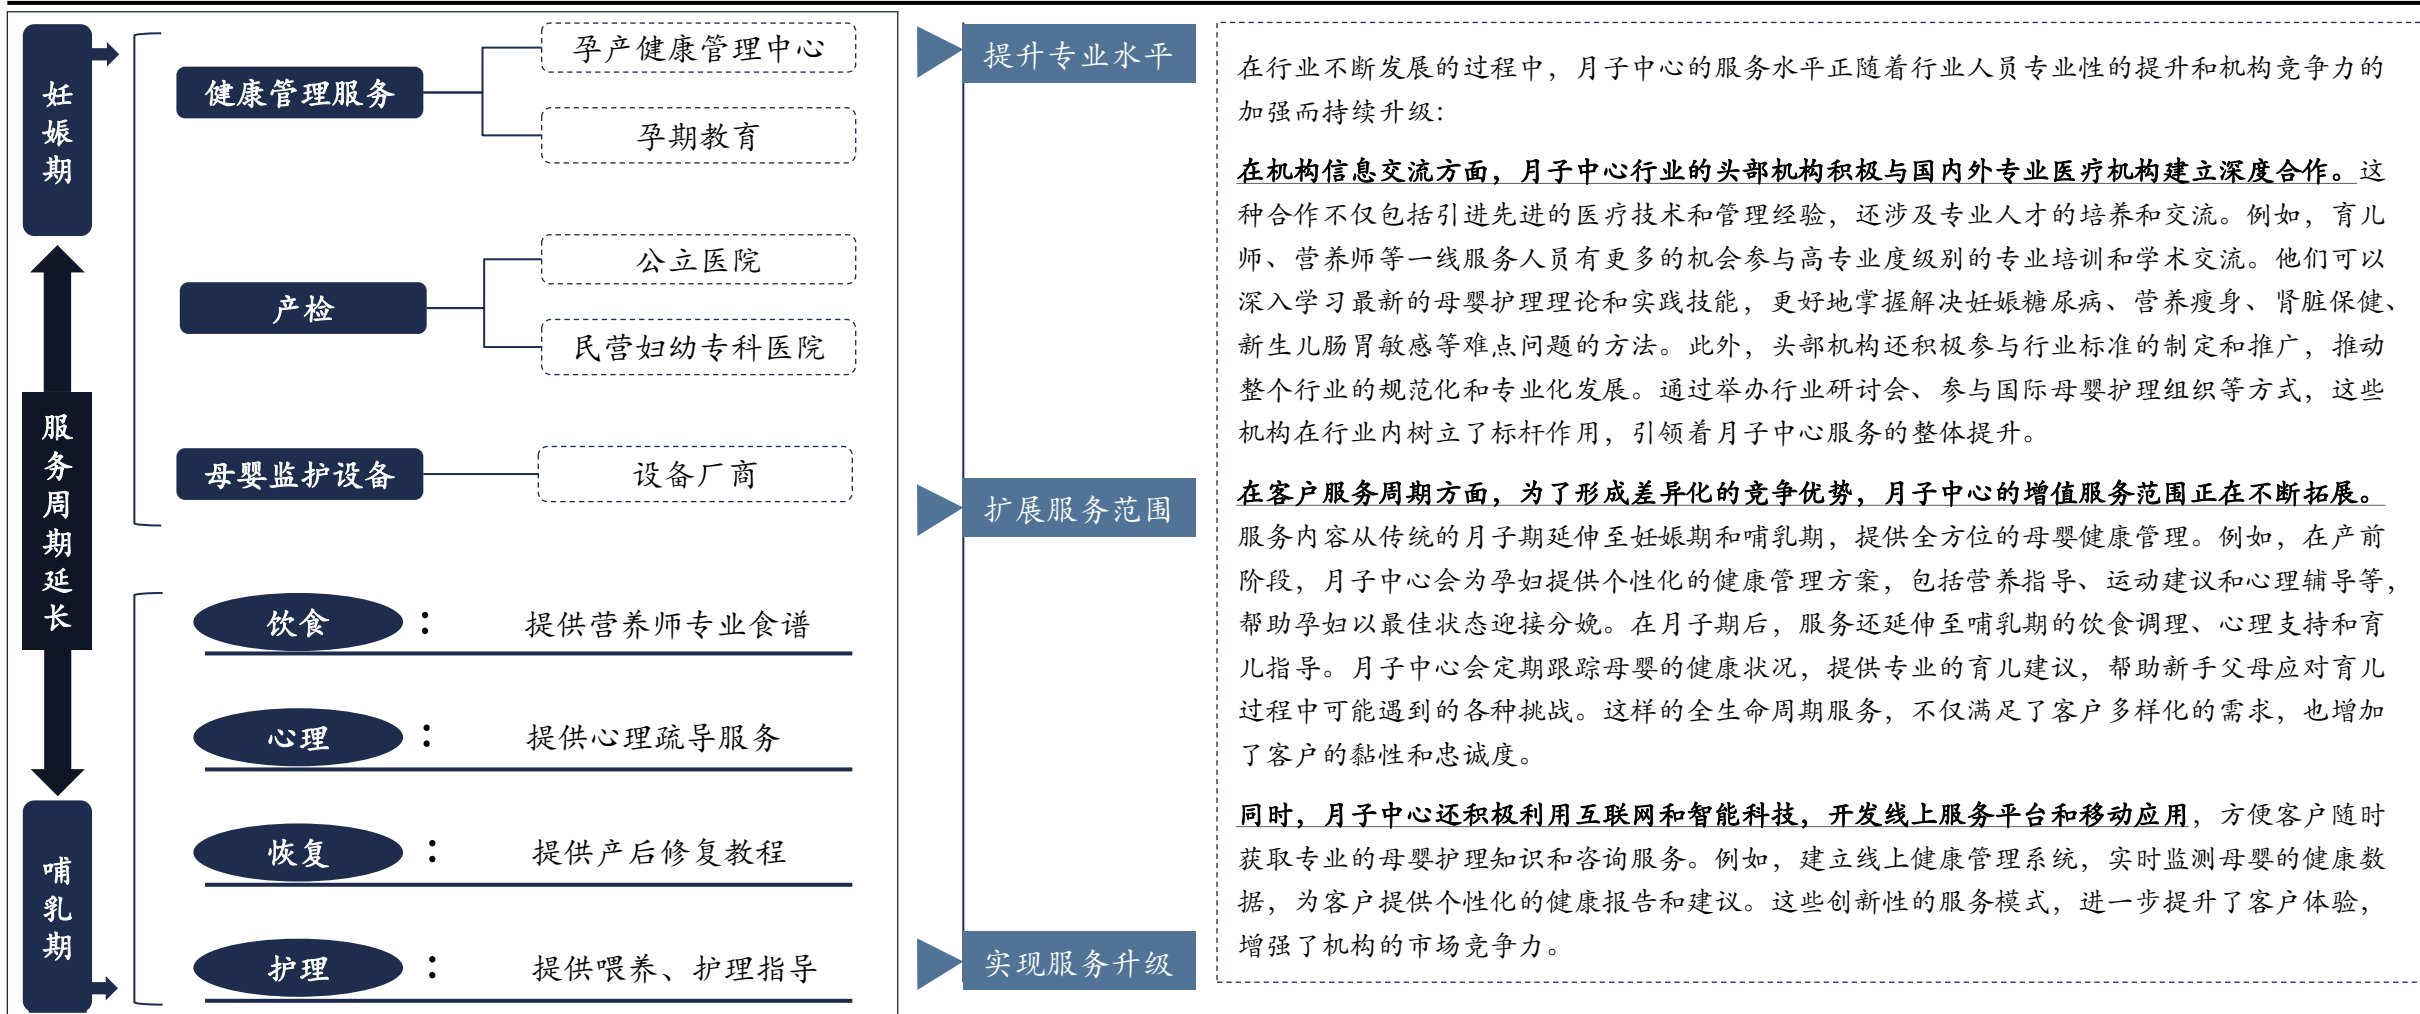 妊娠期
健康管理服务
孕产健康管理中心
孕期教育
产检
公立医院
民营妇幼专科医院
母婴监护设备
设备厂商
服务周期延长
饮食 ： 提供营养师专业食谱
心理 ： 提供心理疏导服务
恢复 ： 提供产后修复教程
护理 ： 提供喂养、护理指导
哺乳期
提升专业水平
扩展服务范围
实现服务升级
在行业不断发展的过程中，月子中心的服务水平正随着行业人员专业性的提升和机构竞争力的
加强而持续升级：
在机构信息交流方面，月子中心行业的头部机构积极与国内外专业医疗机构建立深度合作。这
种合作不仅包括引进先进的医疗技术和管理经验，还涉及专业人才的培养和交流。例如，育儿
师、营养师等一线服务人员有更多的机会参与高专业度级别的专业培训和学术交流。他们可以
深入学习最新的母婴护理理论和实践技能，更好地掌握解决妊娠糖尿病、营养瘦身、肾脏保健、
新生儿肠胃敏感等难点问题的方法。此外，头部机构还积极参与行业标准的制定和推广，推动
整个行业的规范化和专业化发展。通过举办行业研讨会、参与国际母婴护理组织等方式，这些
机构在行业内树立了标杆作用，引领着月子中心服务的整体提升。
在客户服务周期方面，为了形成差异化的竞争优势，月子中心的增值服务范围正在不断拓展。
服务内容从传统的月子期延伸至妊娠期和哺乳期，提供全方位的母婴健康管理。例如，在产前
阶段，月子中心会为孕妇提供个性化的健康管理方案，包括营养指导、运动建议和心理辅导等，
帮助孕妇以最佳状态迎接分娩。在月子期后，服务还延伸至哺乳期的饮食调理、心理支持和育
儿指导。月子中心会定期跟踪母婴的健康状况，提供专业的育儿建议，帮助新手父母应对育儿
过程中可能遇到的各种挑战。这样的全生命周期服务，不仅满足了客户多样化的需求，也增加
了客户的黏性和忠诚度。
同时，月子中心还积极利用互联网和智能科技，开发线上服务平台和移动应用，方便客户随时
获取专业的母婴护理知识和咨询服务。例如，建立线上健康管理系统，实时监测母婴的健康数
据，为客户提供个性化的健康报告和建议。这些创新性的服务模式，进一步提升了客户体验，
增强了机构的市场竞争力。